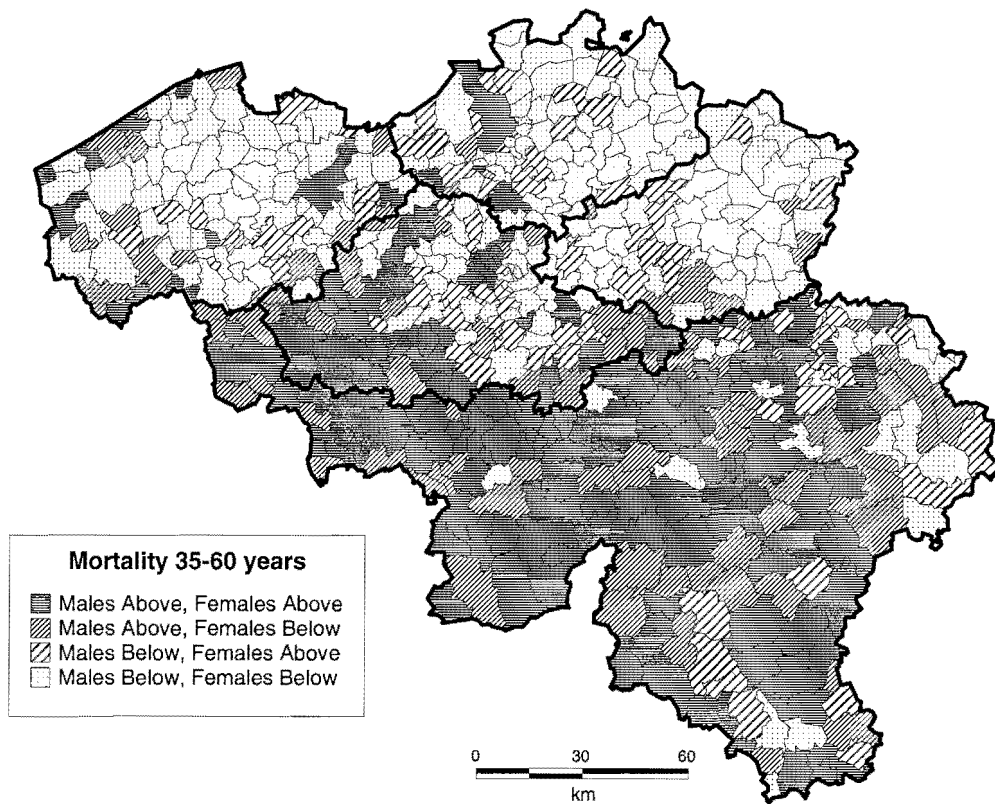 Mortality 35-60 years
Males Above, Females Above
Males Above, Females Below
Males Below, Females Above
Males Below, Females Below
0 30 60
km